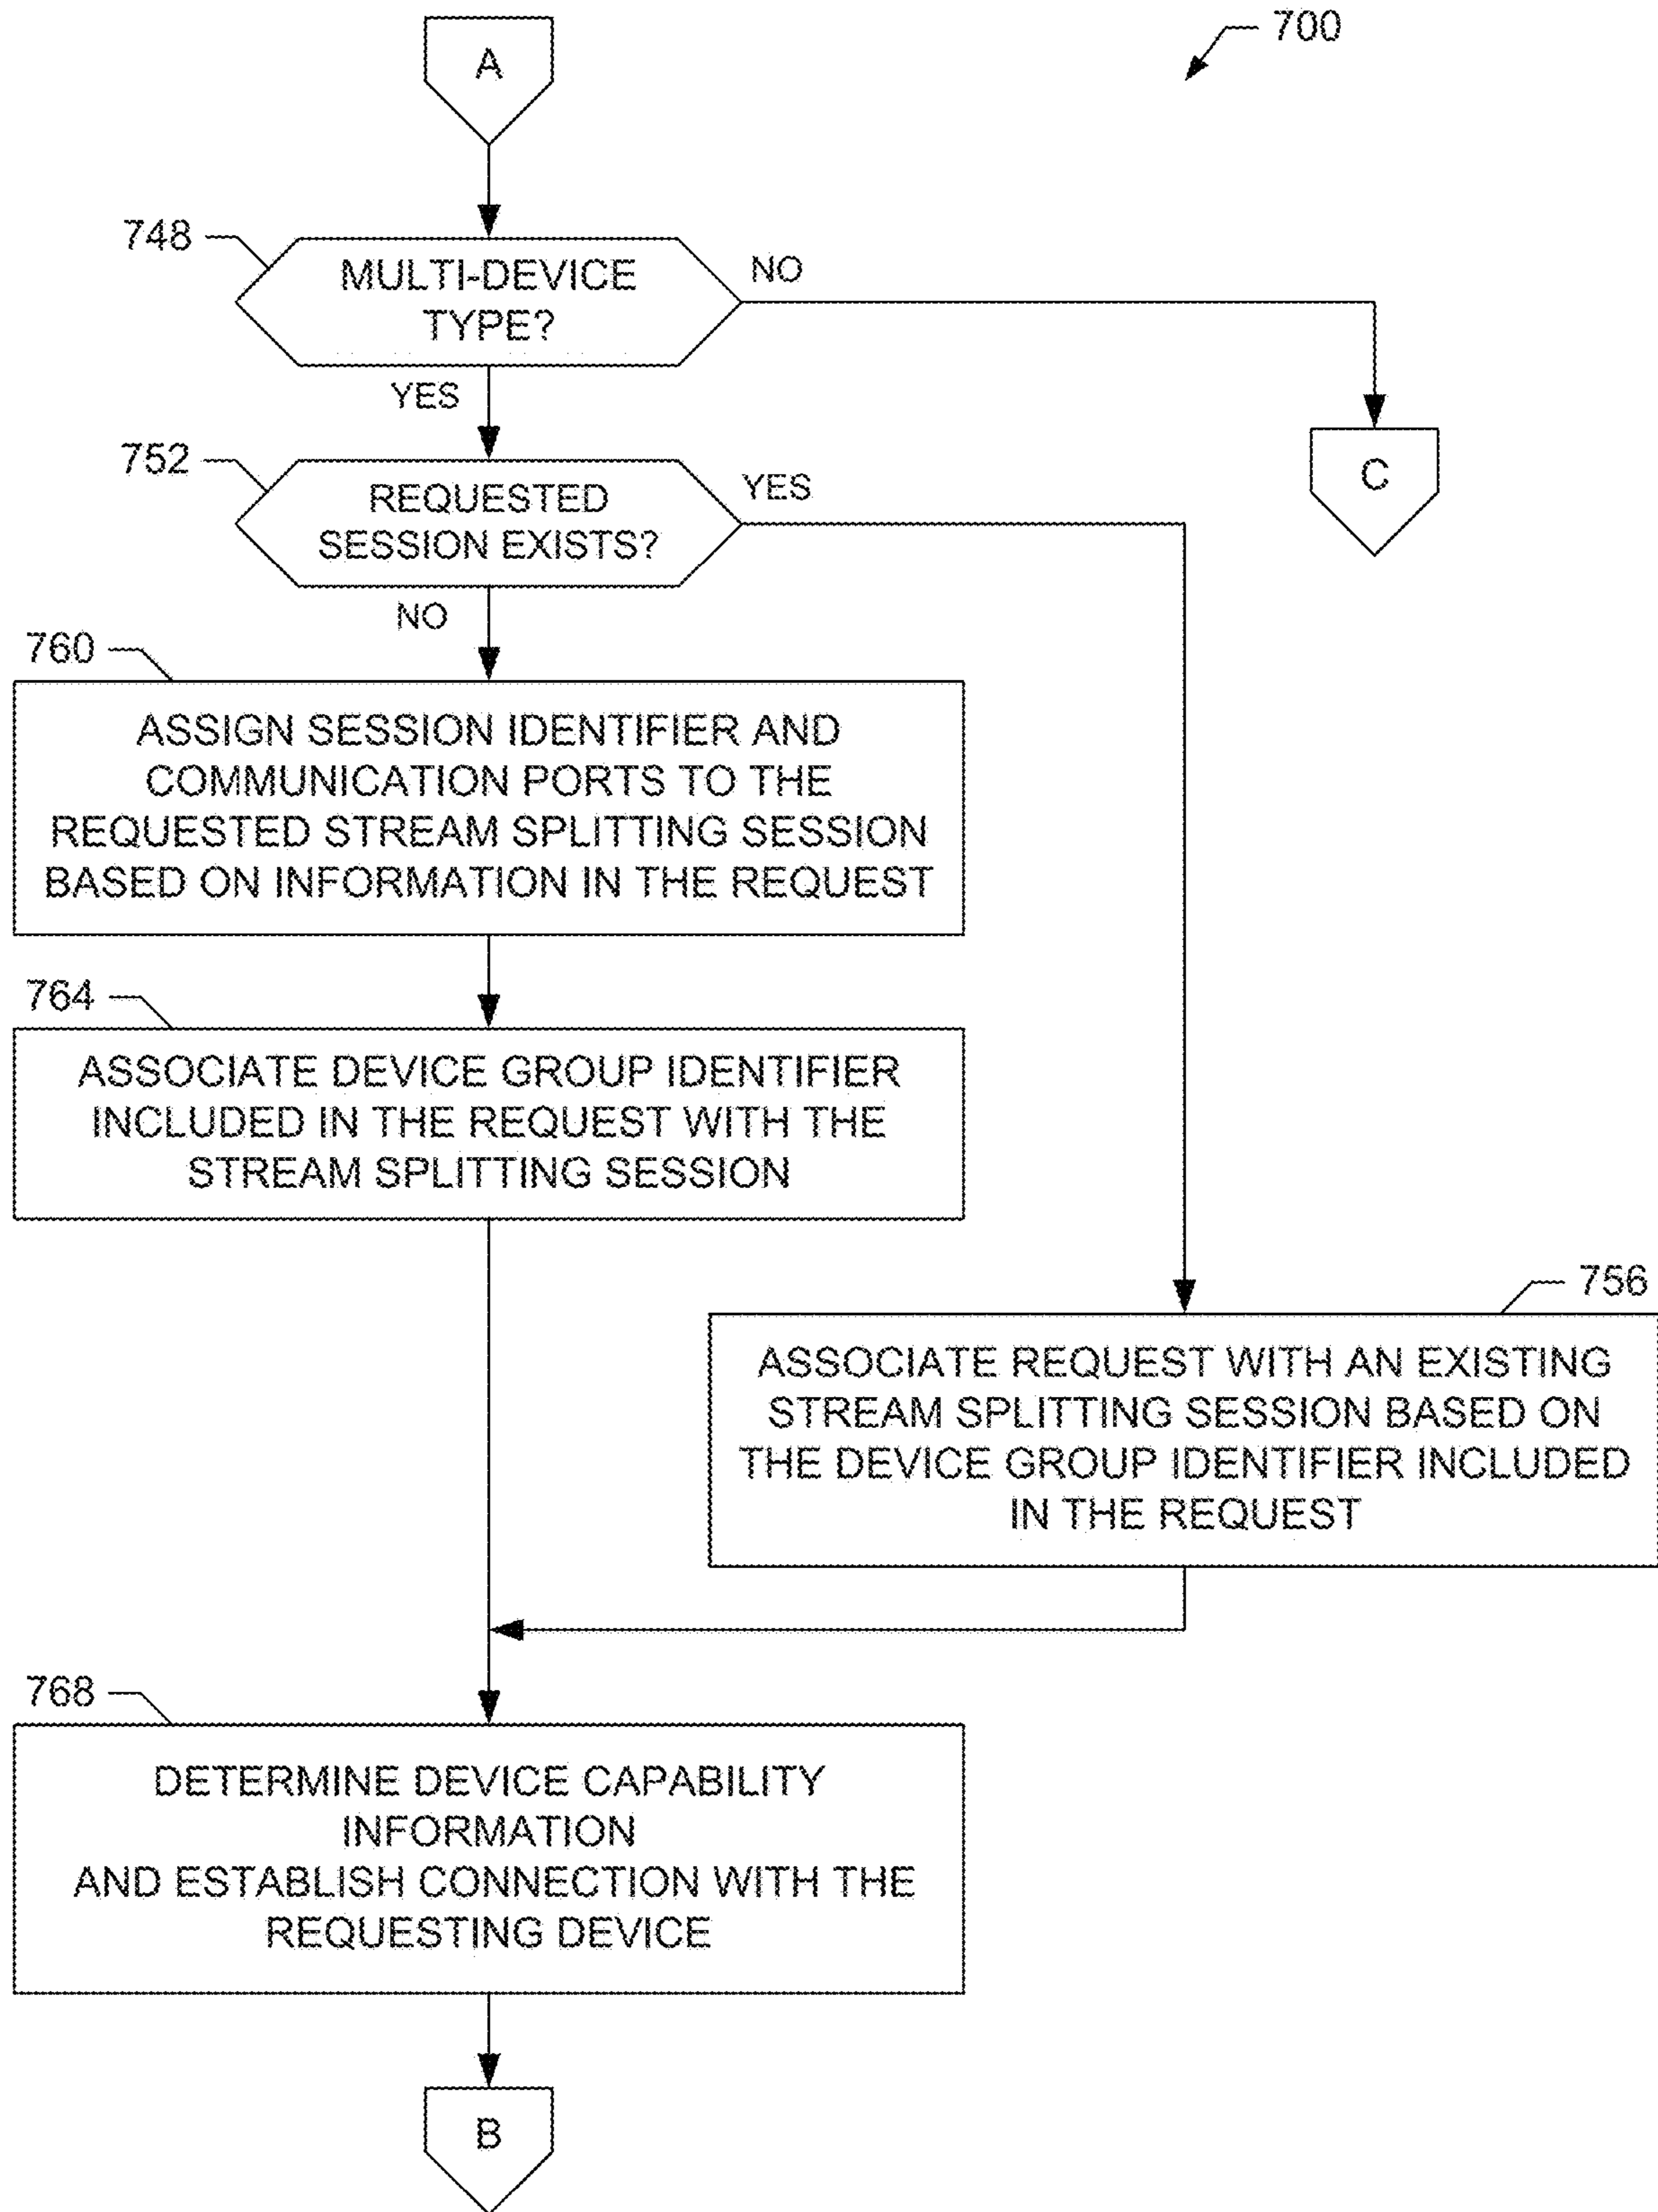 700
A
748
MULTI-DEVICE
TYPE?
NO
YES
C
752
REQUESTED
SESSION EXISTS?
YES
NO
760
ASSIGN SESSION IDENTIFIER AND
COMMUNICATION PORTS TO THE
REQUESTED STREAM SPLITTING SESSION
BASED ON INFORMATION IN THE REQUEST
764
ASSOCIATE DEVICE GROUP IDENTIFIER
INCLUDED IN THE REQUEST WITH THE
STREAM SPLITTING SESSION
756
ASSOCIATE REQUEST WITH AN EXISTING
STREAM SPLITTING SESSION BASED ON
THE DEVICE GROUP IDENTIFIER INCLUDED
IN THE REQUEST
768
DETERMINE DEVICE CAPABILITY
INFORMATION
AND ESTABLISH CONNECTION WITH THE
REQUESTING DEVICE
B